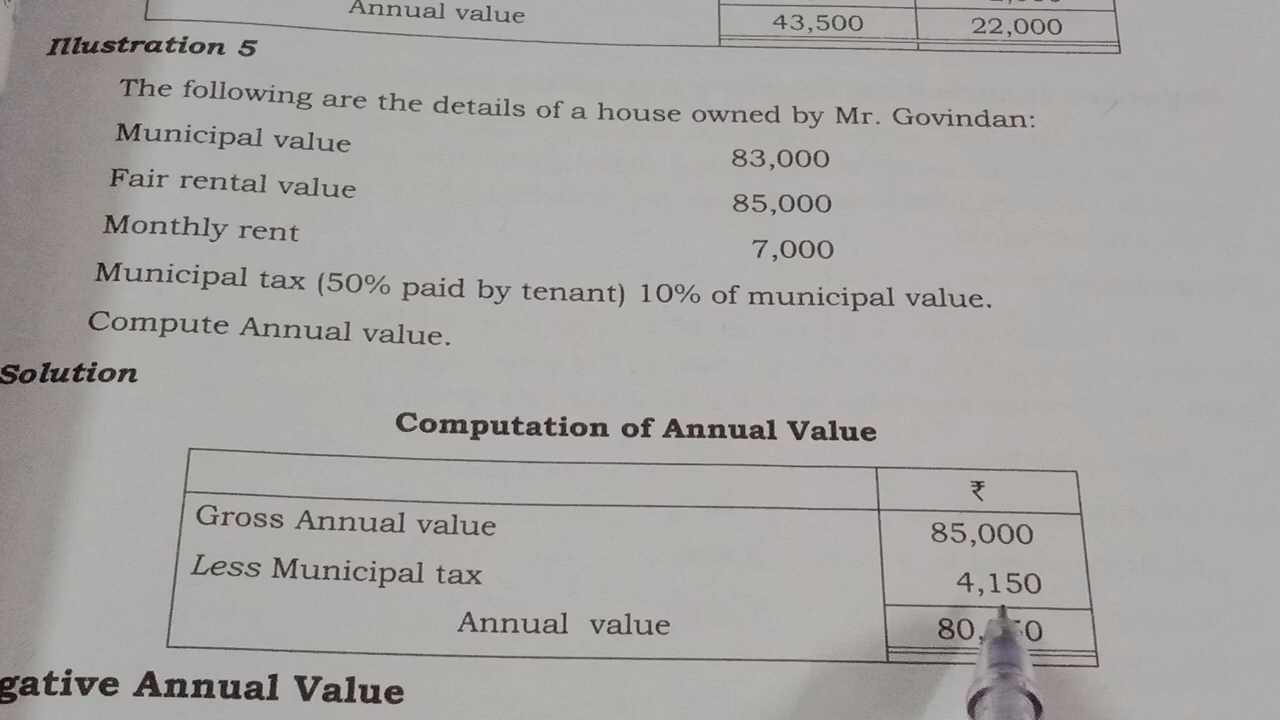 Annual value 43,500 22,000
Illustration 5
The following are the details of a house owned by Mr. Govindan:
Municipal value 83,000
Fair rental value 85,000
Monthly rent 7,000
Municipal tax (50% paid by tenant) 10% of municipal value.
Compute Annual value.
Solution
Computation of Annual Value
₹
Gross Annual value 85,000
Less Municipal tax 4,150
Annual value
gative Annual Value